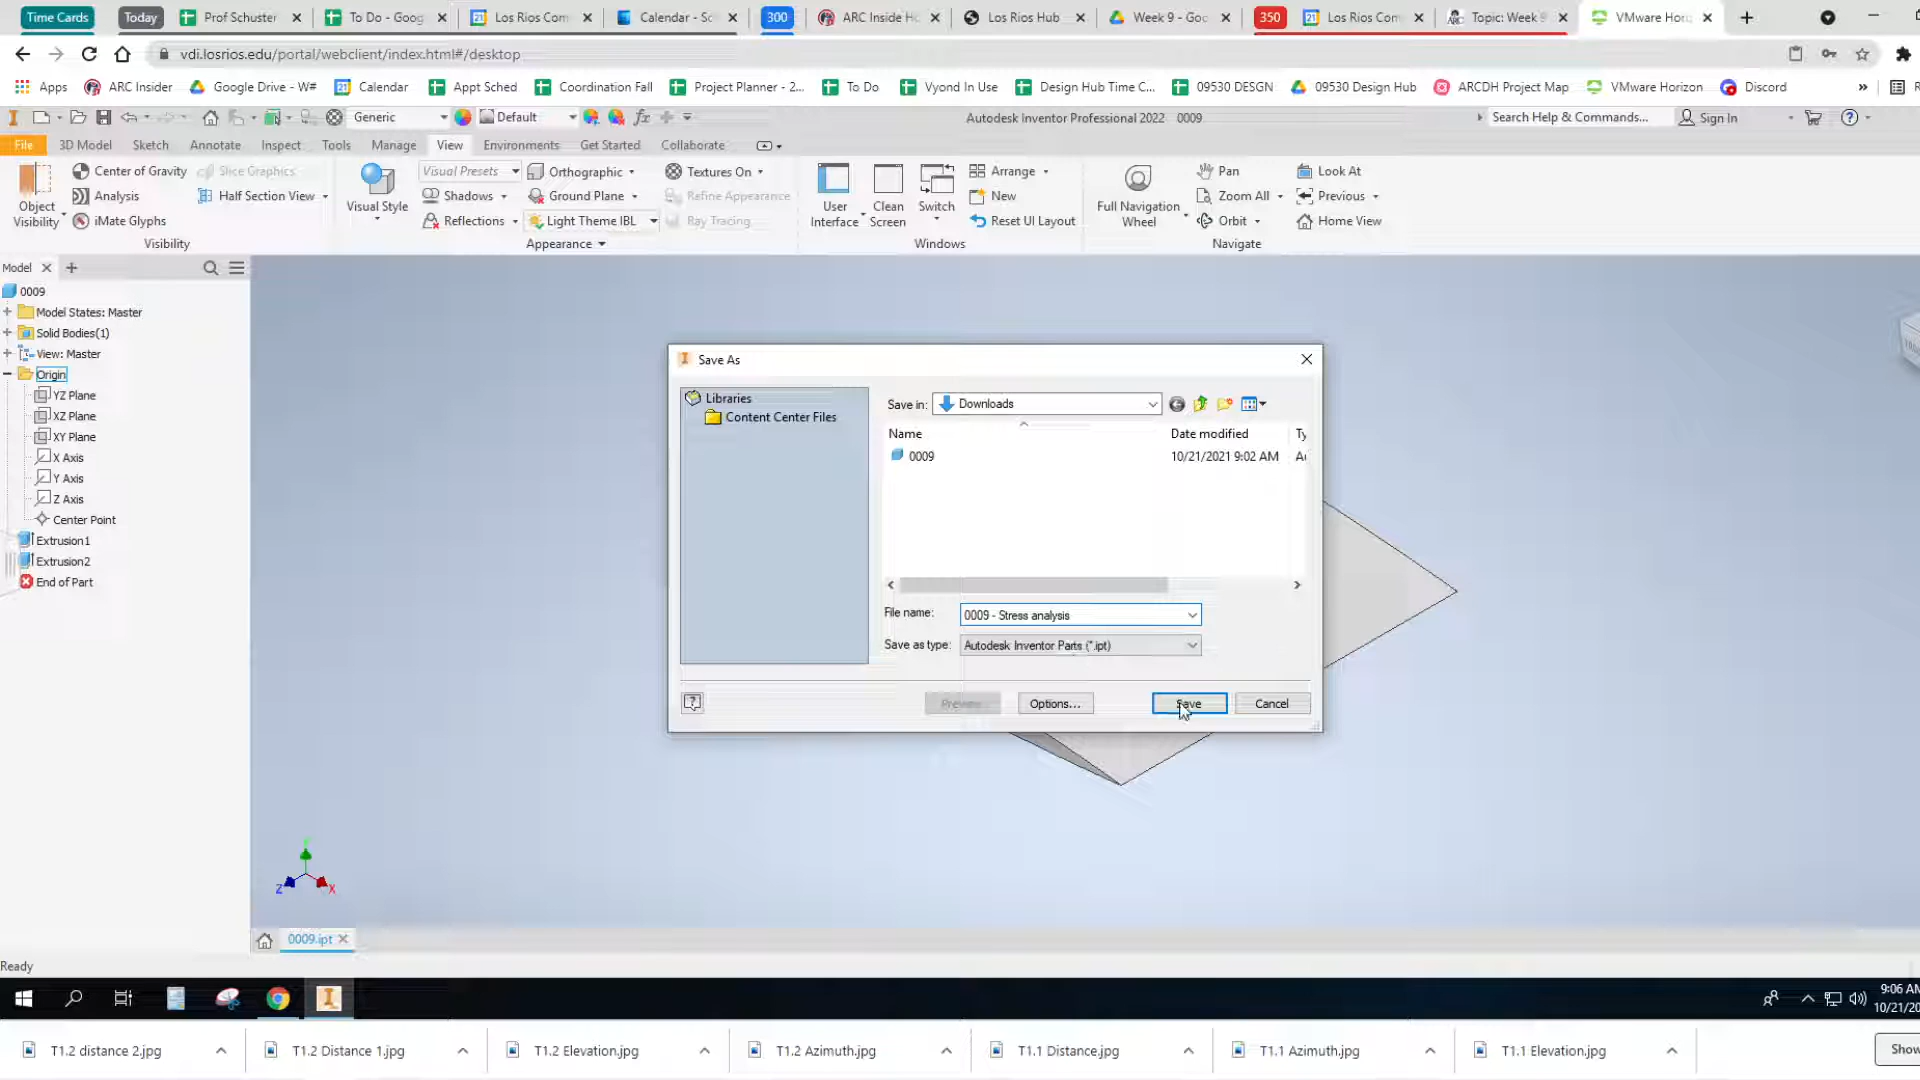 Time Cards Today Prof Schuster To Do - Goog Los Rios Com Calendar - Sc 300 ARC Inside Ho Los Rios Hub Week 9 - Goo 350 Los Rios Com Topic: Week 9 VMware Hori
vdi.losrios.edu/portal/webclient/index.html#/desktop
Apps ARC Insider Google Drive - W# Calendar Appt Sched Coordination Fall Project Planner - 2... To Do Vyond In Use Design Hub Time C... 09530 DESGN 09530 Design Hub ARCDH Project Map VMware Horizon Discord »
Generic Default fx Autodesk Inventor Professional 2022 0009 Search Help & Commands... Sign In
File 3D Model Sketch Annotate Inspect Tools Manage View Environments Get Started Collaborate
Center of Gravity Slice Graphics Visual Presets Orthographic Textures On Arrange Pan Look At
Analysis Half Section View Shadows Ground Plane Refine Appearance New Zoom All Previous
Object Visibility iMate Glyphs Visual Style Reflections Light Theme IBL Ray Tracing User Interface Clean Screen Switch Reset UI Layout Full Navigation Wheel Orbit Home View
Visibility Appearance Windows Navigate
Model
0009
Model States: Master
Solid Bodies(1)
View: Master
Origin
YZ Plane
XZ Plane
XY Plane
X Axis
Y Axis
Z Axis
Center Point
Extrusion1
Extrusion2
End of Part
Save As
Libraries
Content Center Files
Save in: Downloads
Name Date modified Ty
0009 10/21/2021 9:02 AM
File name: 0009 - Stress analysis
Save as type: Autodesk Inventor Parts (*.ipt)
Options... Save Cancel
Z X
0009.ipt
Ready
9:06 AM
10/21/20
T1.2 distance 2.jpg T1.2 Distance 1.jpg T1.2 Elevation.jpg T1.2 Azimuth.jpg T1.1 Distance.jpg T1.1 Azimuth.jpg T1.1 Elevation.jpg Show